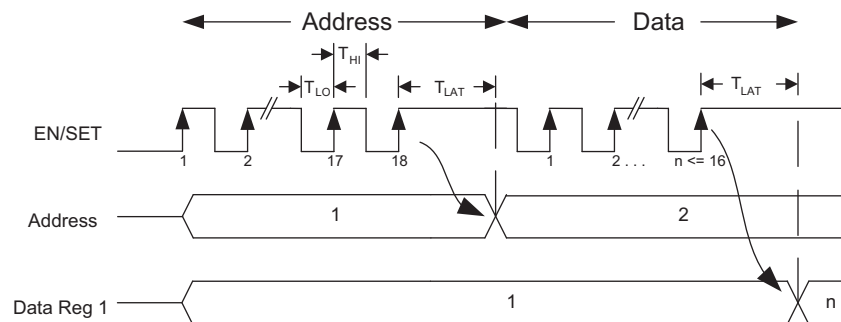 Address Data
T_HI
T_LO T_LAT T_LAT
EN/SET
1 2 17 18 1 2 . . . n <= 16
Address 1 2
Data Reg 1 1 n